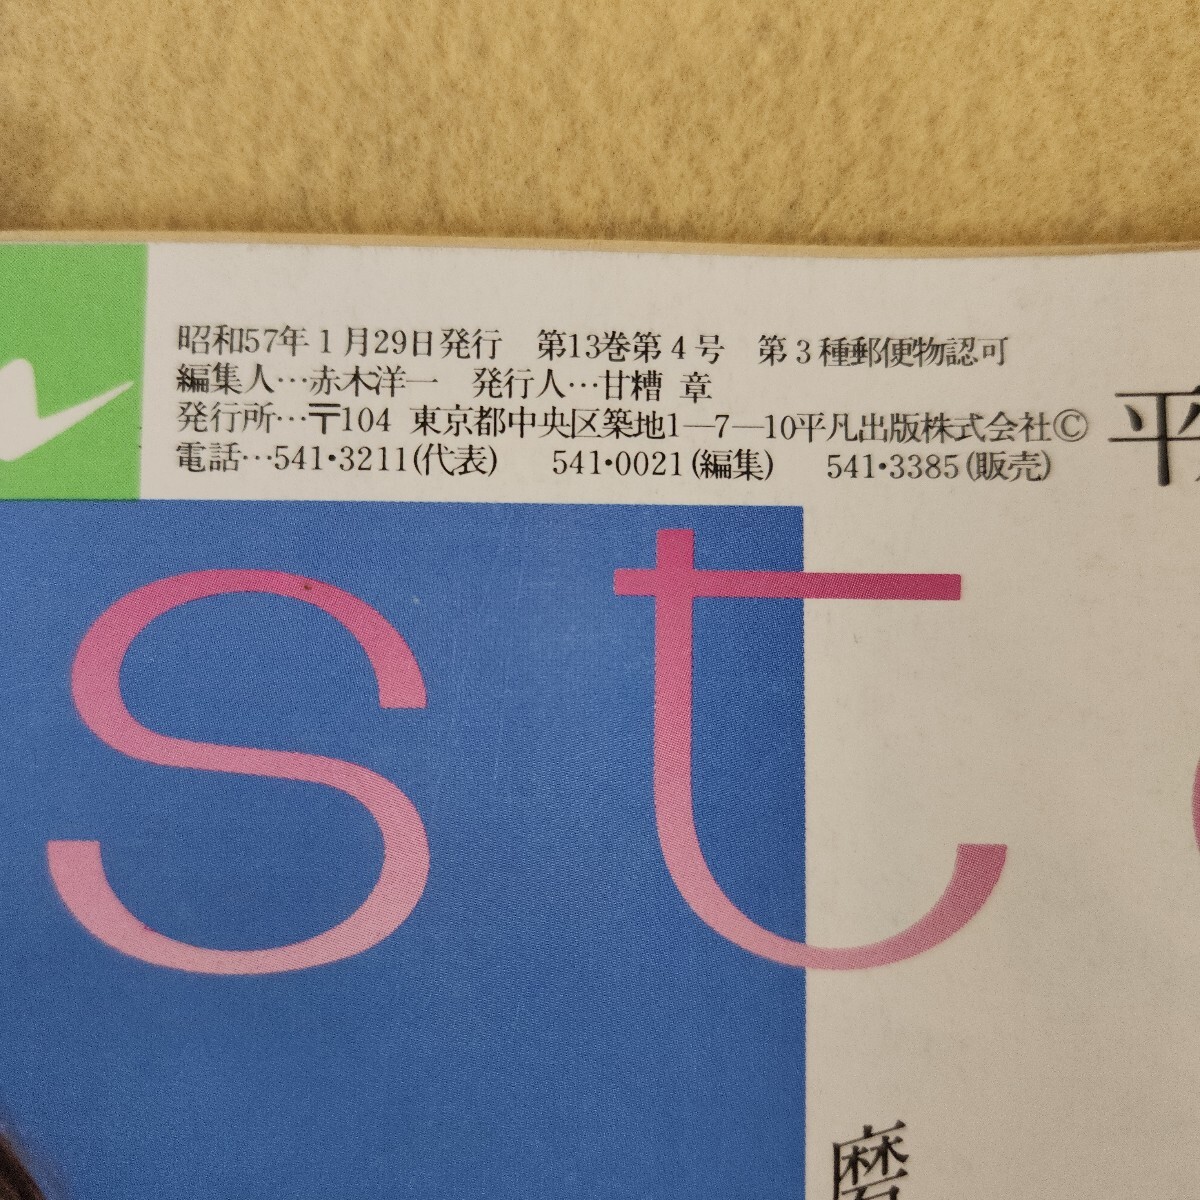 昭和57年1月29日発行　第13巻第4号　第3種郵便物認可
編集人…赤木洋一　発行人…甘糟 章
発行所…〒104 東京都中央区築地1―7―10平凡出版株式会社©
電話…541・3211(代表)　541・0021(編集)　541・3385(販売)
平
st
磨